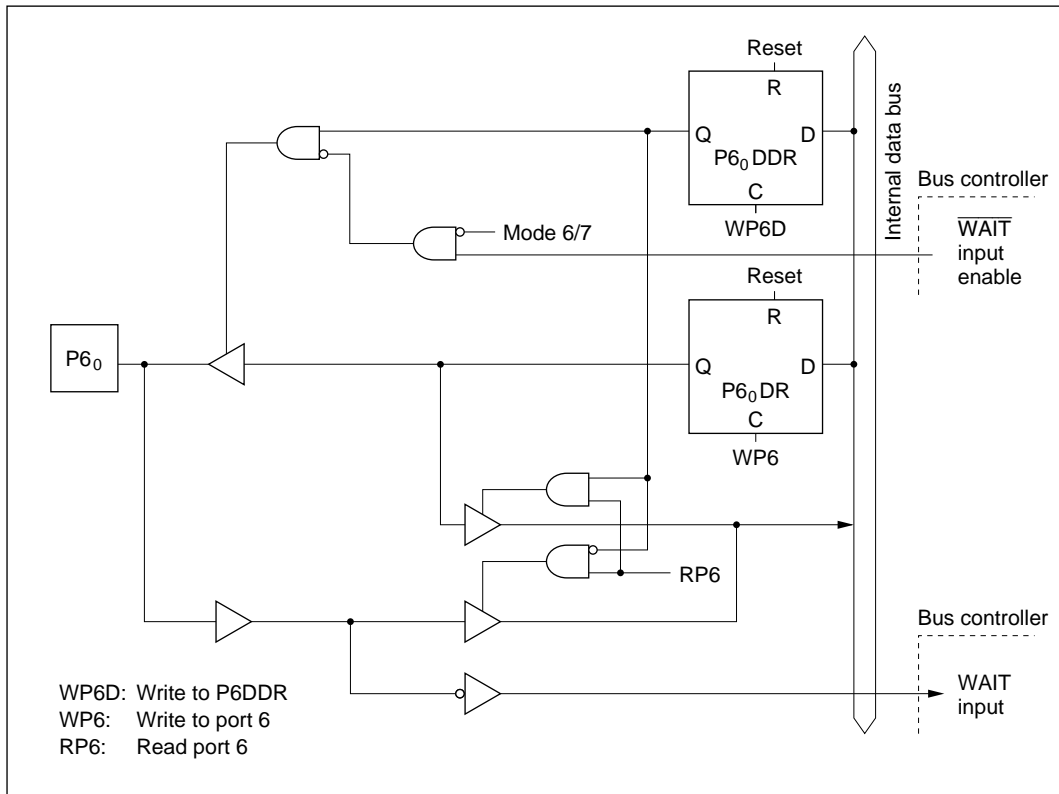 Reset
R
Q
D
P6₀DDR
C
WP6D
Internal data bus
Bus controller
WAIT
input
enable
Mode 6/7
Reset
R
P6₀
Q
D
P6₀DR
C
WP6
RP6
Bus controller
WAIT
input
WP6D: Write to P6DDR
WP6: Write to port 6
RP6: Read port 6